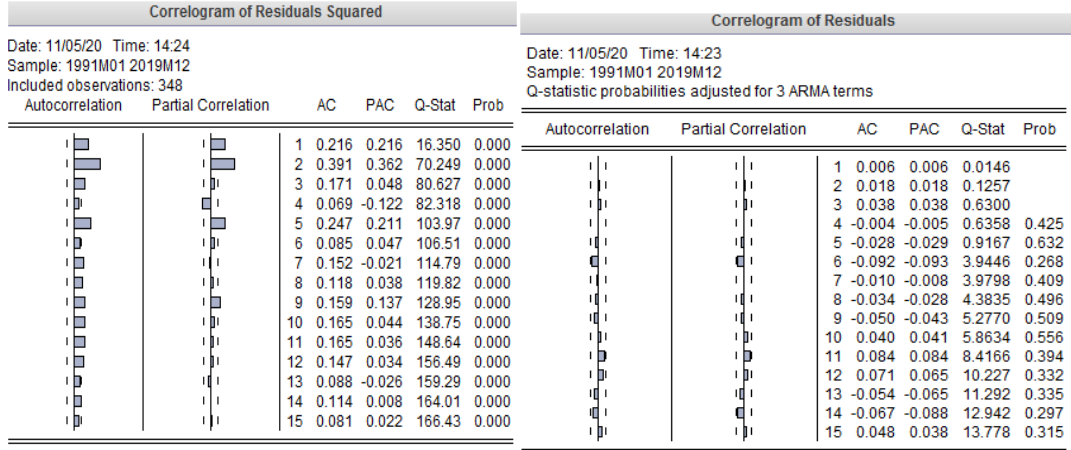 Correlogram of Residuals Squared
Date: 11/05/20 Time: 14:24
Sample: 1991M01 2019M12
Included observations: 348
Autocorrelation Partial Correlation AC PAC Q-Stat Prob
1 0.216 0.216 16.350 0.000
2 0.391 0.362 70.249 0.000
3 0.171 0.048 80.627 0.000
4 0.069 -0.122 82.318 0.000
5 0.247 0.211 103.97 0.000
6 0.085 0.047 106.51 0.000
7 0.152 -0.021 114.79 0.000
8 0.118 0.038 119.82 0.000
9 0.159 0.137 128.95 0.000
10 0.165 0.044 138.75 0.000
11 0.165 0.036 148.64 0.000
12 0.147 0.034 156.49 0.000
13 0.088 -0.026 159.29 0.000
14 0.114 0.008 164.01 0.000
15 0.081 0.022 166.43 0.000
Correlogram of Residuals
Date: 11/05/20 Time: 14:23
Sample: 1991M01 2019M12
Q-statistic probabilities adjusted for 3 ARMA terms
Autocorrelation Partial Correlation AC PAC Q-Stat Prob
1 0.006 0.006 0.0146
2 0.018 0.018 0.1257
3 0.038 0.038 0.6300
4 -0.004 -0.005 0.6358 0.425
5 -0.028 -0.029 0.9167 0.632
6 -0.092 -0.093 3.9446 0.268
7 -0.010 -0.008 3.9798 0.409
8 -0.034 -0.028 4.3835 0.496
9 -0.050 -0.043 5.2770 0.509
10 0.040 0.041 5.8634 0.556
11 0.084 0.084 8.4166 0.394
12 0.071 0.065 10.227 0.332
13 -0.054 -0.065 11.292 0.335
14 -0.067 -0.088 12.942 0.297
15 0.048 0.038 13.778 0.315